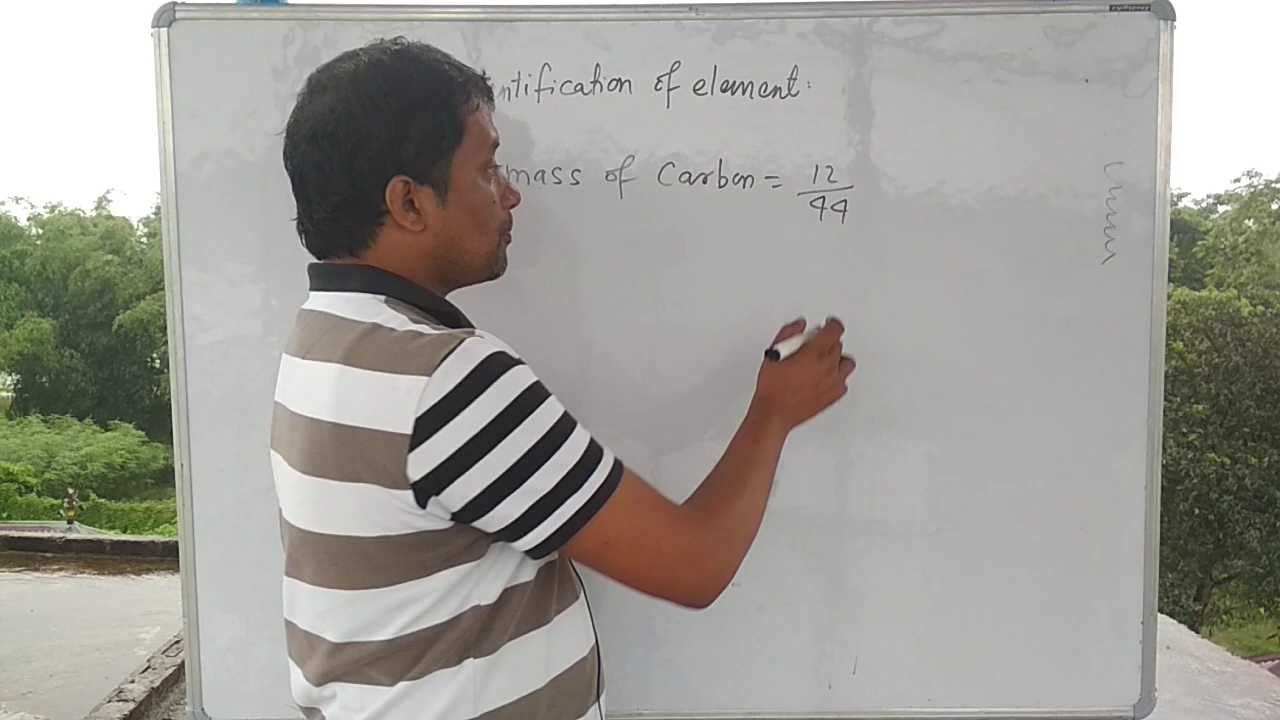 ntification of element:
mass of Carbon = 12/44